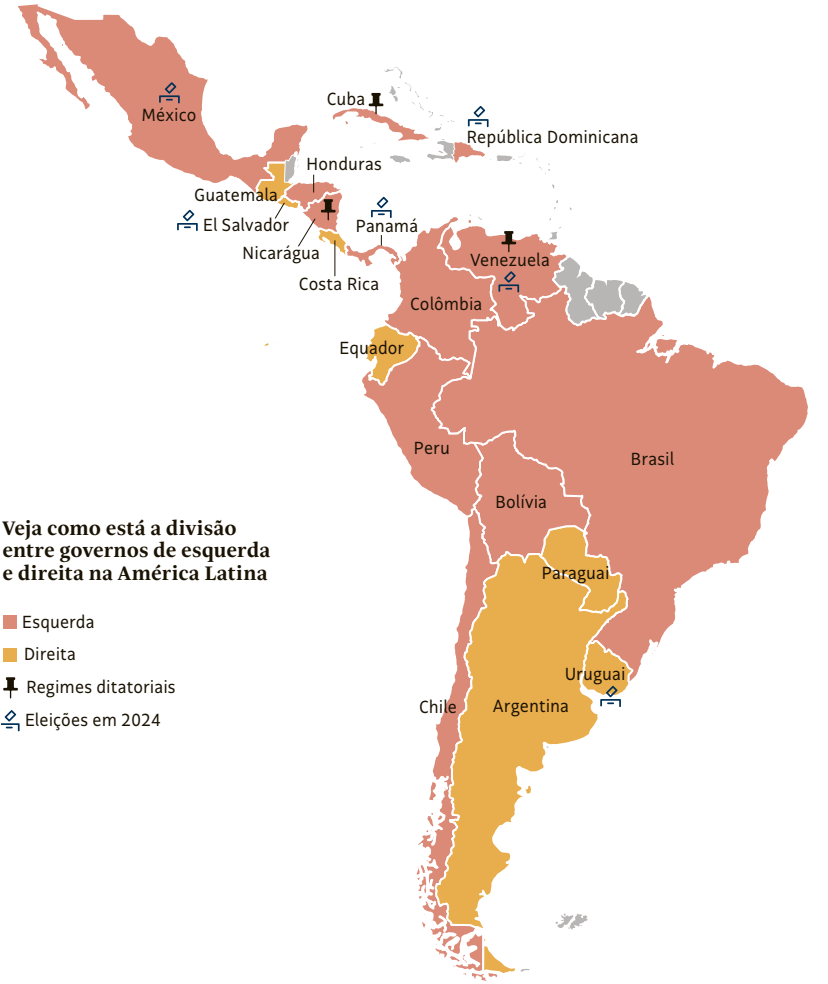 Cuba
México
República Dominicana
Honduras
Guatemala
El Salvador
Panamá
Nicarágua
Venezuela
Costa Rica
Colômbia
Equador
Peru
Brasil
Bolívia
Veja como está a divisão
entre governos de esquerda
e direita na América Latina
Paraguai
Esquerda
Direita
Uruguai
Regimes ditatoriais
Chile
Argentina
Eleições em 2024